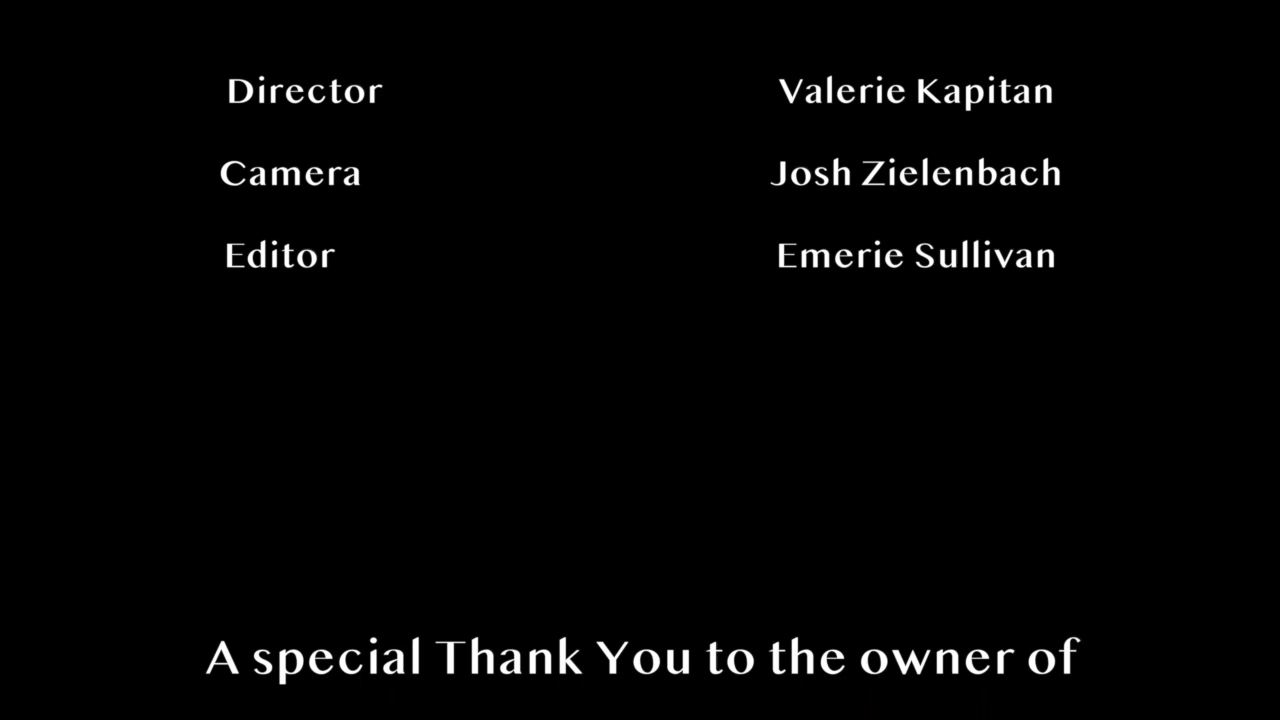 Director Valerie Kapitan
Camera Josh Zielenbach
Editor Emerie Sullivan
A special Thank You to the owner of